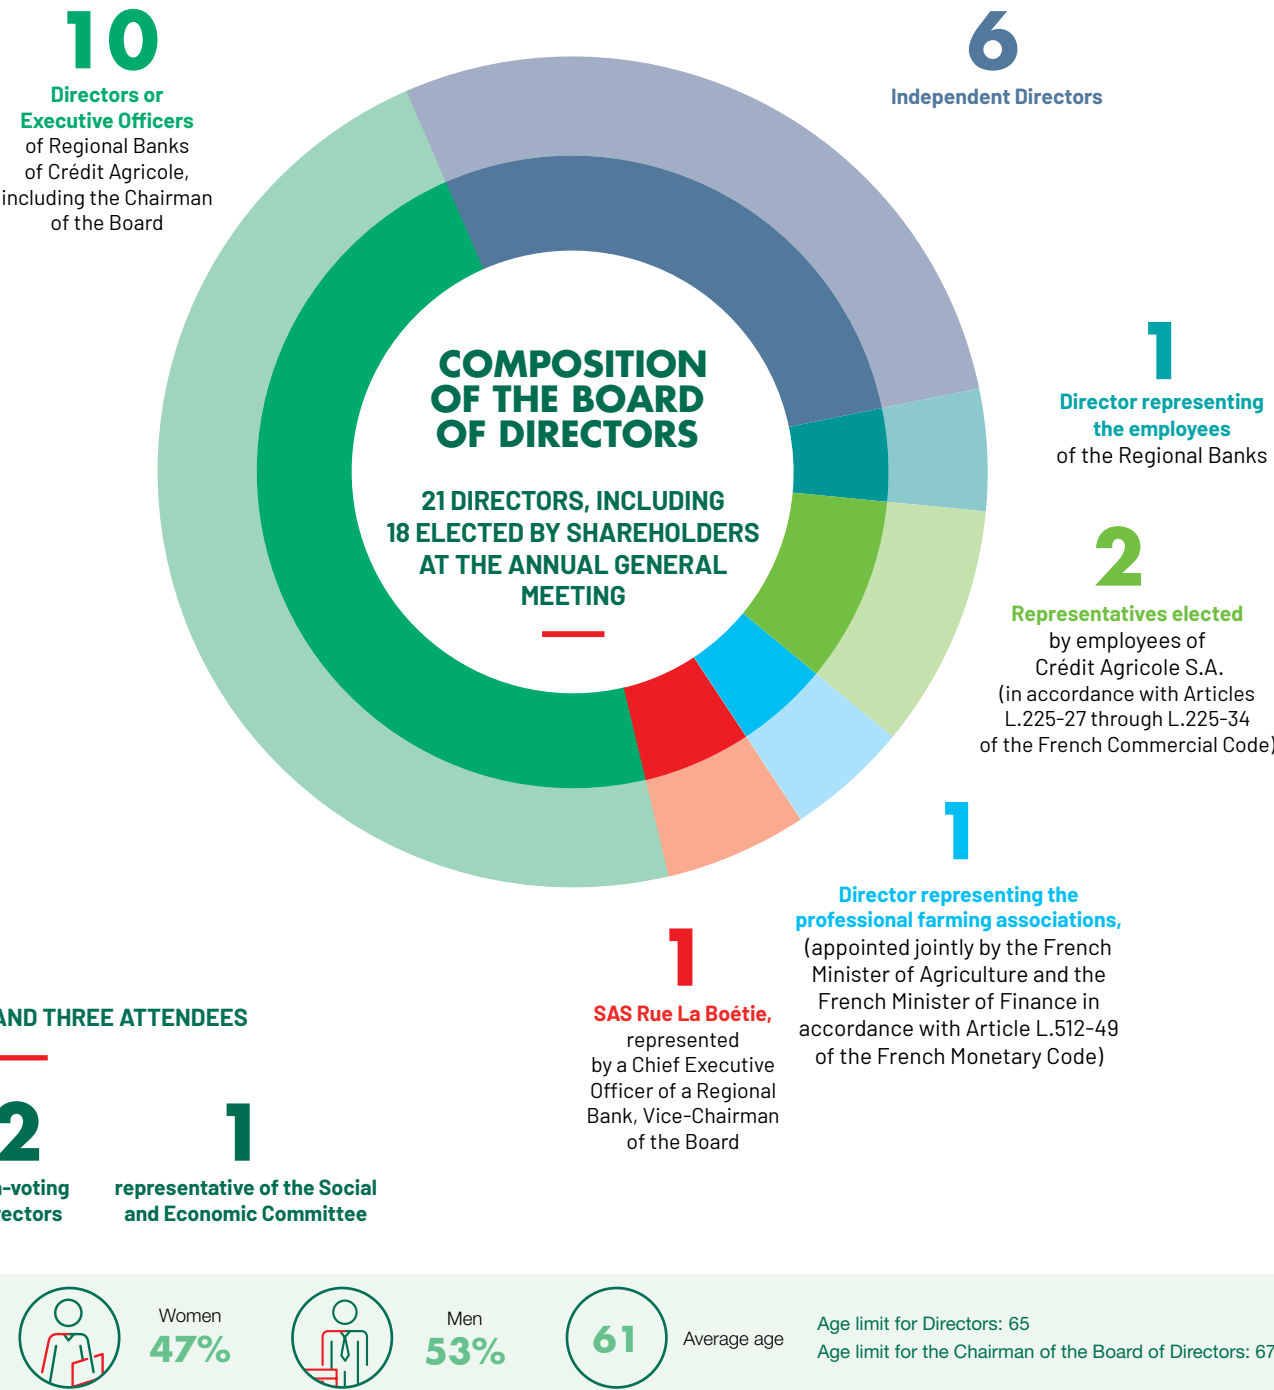 10
Directors or
Executive Officers
of Regional Banks
of Crédit Agricole,
including the Chairman
of the Board
6
Independent Directors
COMPOSITION
OF THE BOARD
OF DIRECTORS
21 DIRECTORS, INCLUDING
18 ELECTED BY SHAREHOLDERS
AT THE ANNUAL GENERAL
MEETING
1
Director representing
the employees
of the Regional Banks
2
Representatives elected
by employees of
Crédit Agricole S.A.
(in accordance with Articles
L.225-27 through L.225-34
of the French Commercial Code)
1
Director representing the
professional farming associations,
(appointed jointly by the French
Minister of Agriculture and the
French Minister of Finance in
accordance with Article L.512-49
of the French Monetary Code)
1
SAS Rue La Boétie,
represented
by a Chief Executive
Officer of a Regional
Bank, Vice-Chairman
of the Board
AND THREE ATTENDEES
2
-voting
ectors
1
representative of the Social
and Economic Committee
Women
47%
Men
53%
61
Average age
Age limit for Directors: 65
Age limit for the Chairman of the Board of Directors: 67